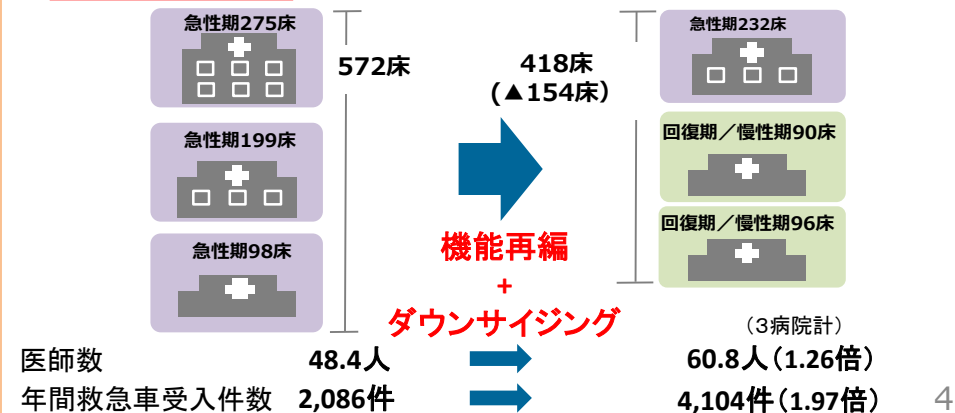 急性期275床
572床
急性期199床
急性期98床
機能再編
+
ダウンサイジング
418床
(▲154床)
急性期232床
回復期／慢性期90床
回復期／慢性期96床
(３病院計)
医師数 48.4人 60.8人(1.26倍)
年間救急車受入件数 2,086件 4,104件(1.97倍)
4